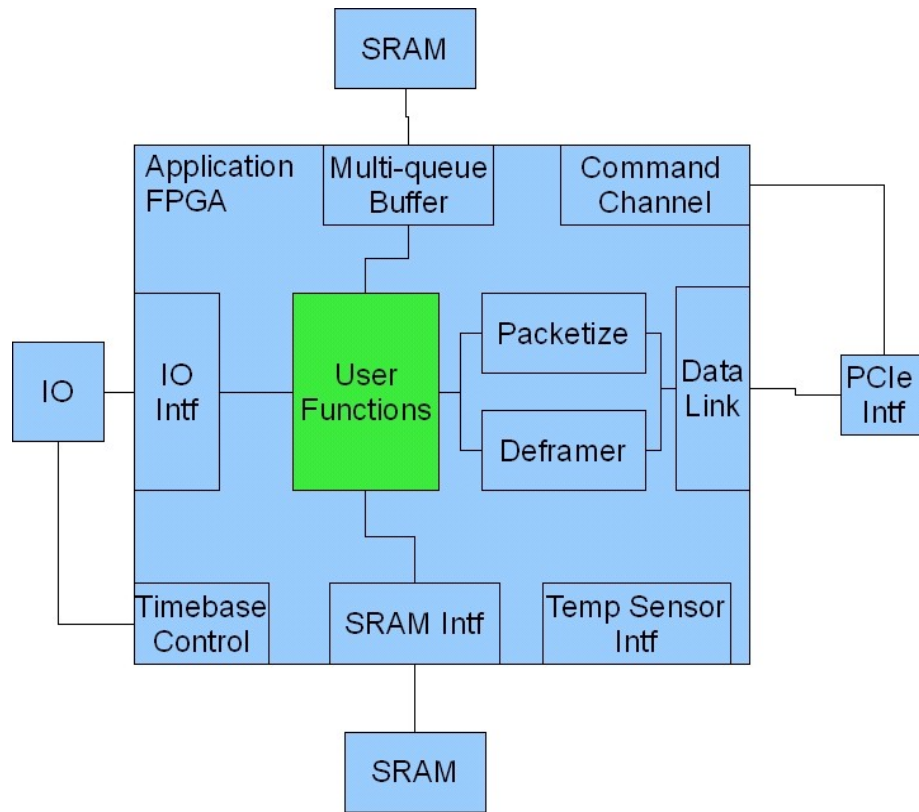 SRAM
Application
FPGA
Multi-queue
Buffer
Command
Channel
IO
IO
Intf
User
Functions
Packetize
Deframer
Data
Link
PCIe
Intf
Timebase
Control
SRAM Intf
Temp Sensor
Intf
SRAM